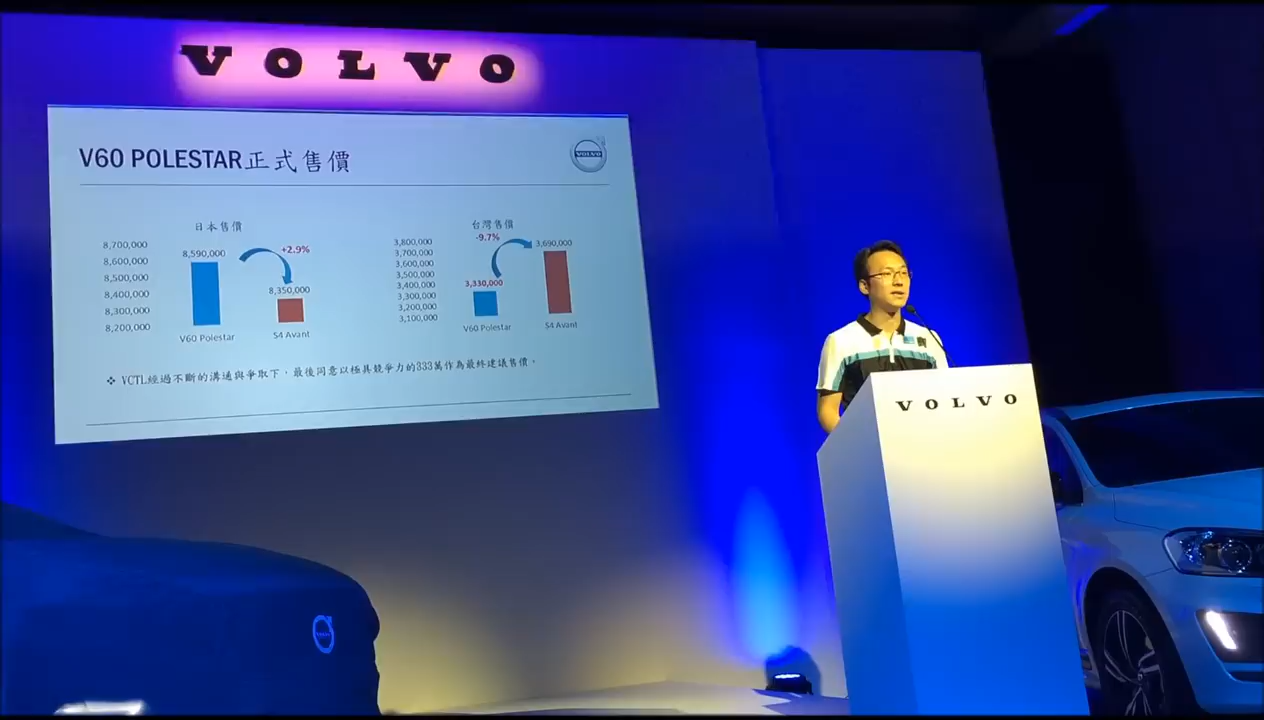 VOLVO
V60 POLESTAR正式售價
VOLVO
日本售價
8,700,000
8,600,000
8,500,000
8,400,000
8,300,000
8,200,000
8,590,000
+2.9%
8,350,000
V60 Polestar
S4 Avant
台灣售價
-9.7%
3,800,000
3,700,000
3,600,000
3,500,000
3,400,000
3,300,000
3,200,000
3,100,000
3,330,000
3,690,000
V60 Polestar
S4 Avant
❖ VCTL經過不斷的溝通與爭取下，最後同意以極具競爭力的333萬作為最終建議售價。
VOLVO